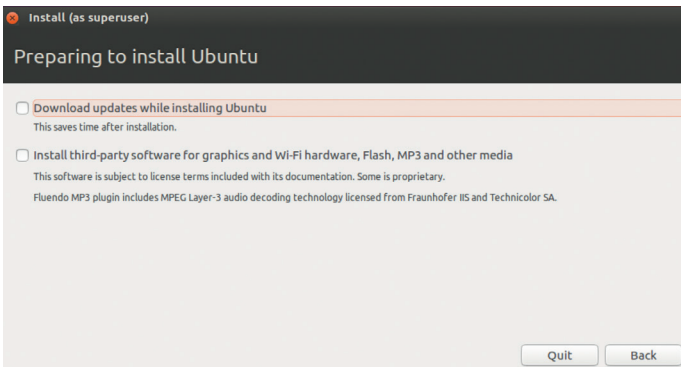 Install (as superuser)
Preparing to install Ubuntu
Download updates while installing Ubuntu
This saves time after installation.
Install third-party software for graphics and Wi-Fi hardware, Flash, MP3 and other media
This software is subject to license terms included with its documentation. Some is proprietary.
Fluendo MP3 plugin includes MPEG Layer-3 audio decoding technology licensed from Fraunhofer IIS and Technicolor SA.
Quit Back